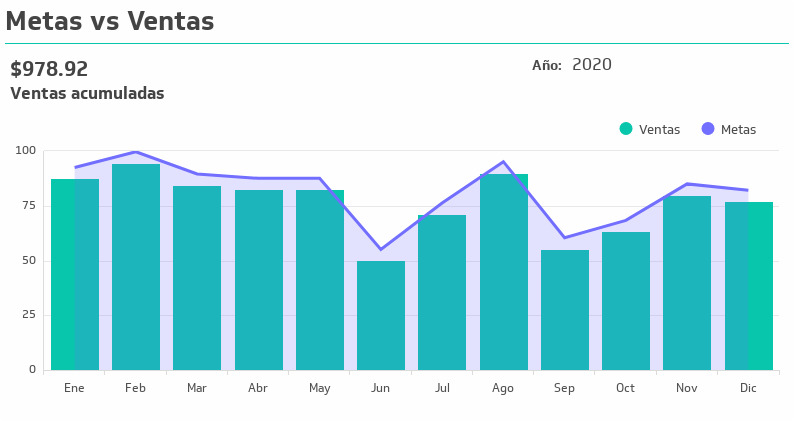 Metas vs Ventas
$978.92
Año: 2020
Ventas acumuladas
Ventas Metas
100
75
50
25
0
Ene Feb Mar Abr May Jun Jul Ago Sep Oct Nov Dic